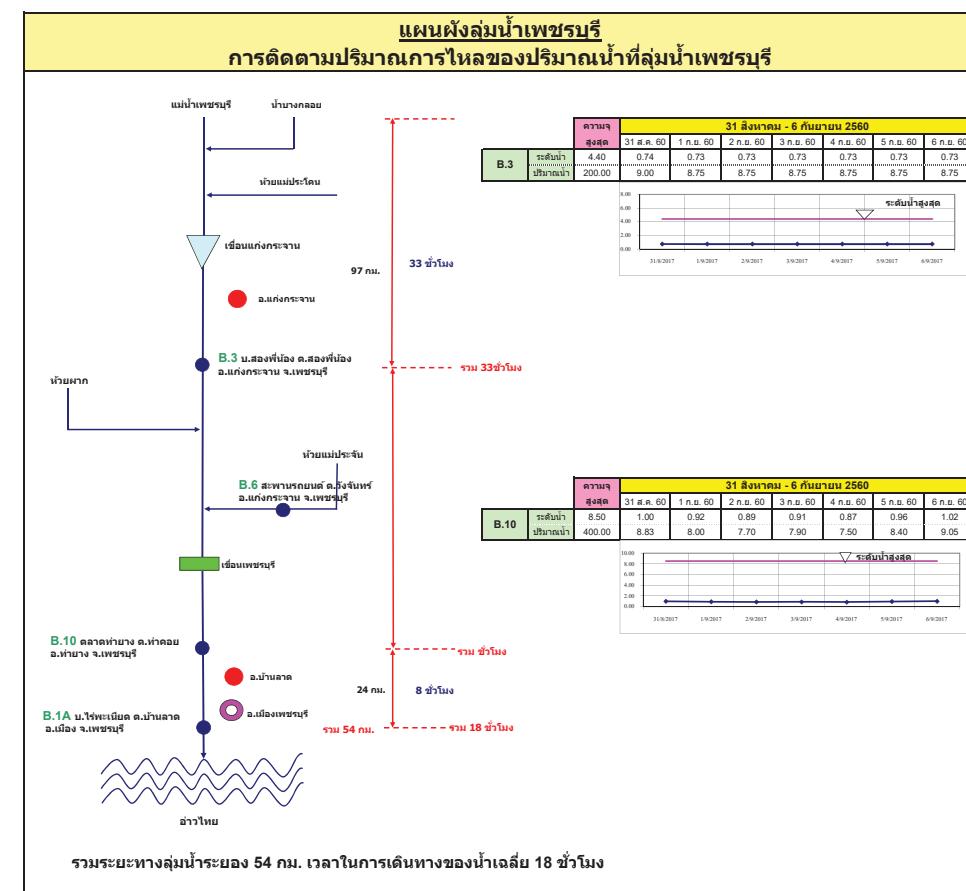 แผนผังลุ่มน้ำเพชรบุรี
การติดตามปริมาณการไหลของปริมาณน้ำที่ลุ่มน้ำเพชรบุรี
แม่น้ำเพชรบุรี
น้ำบางกลอย
ห้วยแม่ประโดน
เขื่อนแก่งกระจาน
97 กม.
33 ชั่วโมง
อ.แก่งกระจาน
B.3 บ.สองพี่น้อง ต.สองพี่น้อง
อ.แก่งกระจาน จ.เพชรบุรี
รวม 33ชั่วโมง
ห้วยผาก
ห้วยแม่ประจัน
B.6 สะพานรถยนต์ ต.วังจันทร์
อ.แก่งกระจาน จ.เพชรบุรี
เขื่อนเพชรบุรี
B.10 ตลาดท่ายาง ต.ท่าคอย
อ.ท่ายาง จ.เพชรบุรี
รวม ชั่วโมง
อ.บ้านลาด
24 กม.
8 ชั่วโมง
อ.เมืองเพชรบุรี
B.1A บ.ไร่พะเนียด ต.บ้านลาด
อ.เมือง จ.เพชรบุรี
รวม 54 กม.
รวม 18 ชั่วโมง
อ่าวไทย
ความจุ 31 สิงหาคม - 6 กันยายน 2560
สูงสุด 31 ส.ค. 60 1 ก.ย. 60 2 ก.ย. 60 3 ก.ย. 60 4 ก.ย. 60 5 ก.ย. 60 6 ก.ย. 60
B.3 ระดับน้ำ 4.40 0.74 0.73 0.73 0.73 0.73 0.73 0.73
ปริมาณน้ำ 200.00 9.00 8.75 8.75 8.75 8.75 8.75 8.75
8.00
6.00
4.00
2.00
0.00
ระดับน้ำสูงสุด
31/8/2017 1/9/2017 2/9/2017 3/9/2017 4/9/2017 5/9/2017 6/9/2017
ความจุ 31 สิงหาคม - 6 กันยายน 2560
สูงสุด 31 ส.ค. 60 1 ก.ย. 60 2 ก.ย. 60 3 ก.ย. 60 4 ก.ย. 60 5 ก.ย. 60 6 ก.ย. 60
B.10 ระดับน้ำ 8.50 1.00 0.92 0.89 0.91 0.87 0.96 1.02
ปริมาณน้ำ 400.00 8.83 8.00 7.70 7.90 7.50 8.40 9.05
10.00
8.00
6.00
4.00
2.00
0.00
ระดับน้ำสูงสุด
31/8/2017 1/9/2017 2/9/2017 3/9/2017 4/9/2017 5/9/2017 6/9/2017
รวมระยะทางลุ่มน้ำระยอง 54 กม. เวลาในการเดินทางของน้ำเฉลี่ย 18 ชั่วโมง